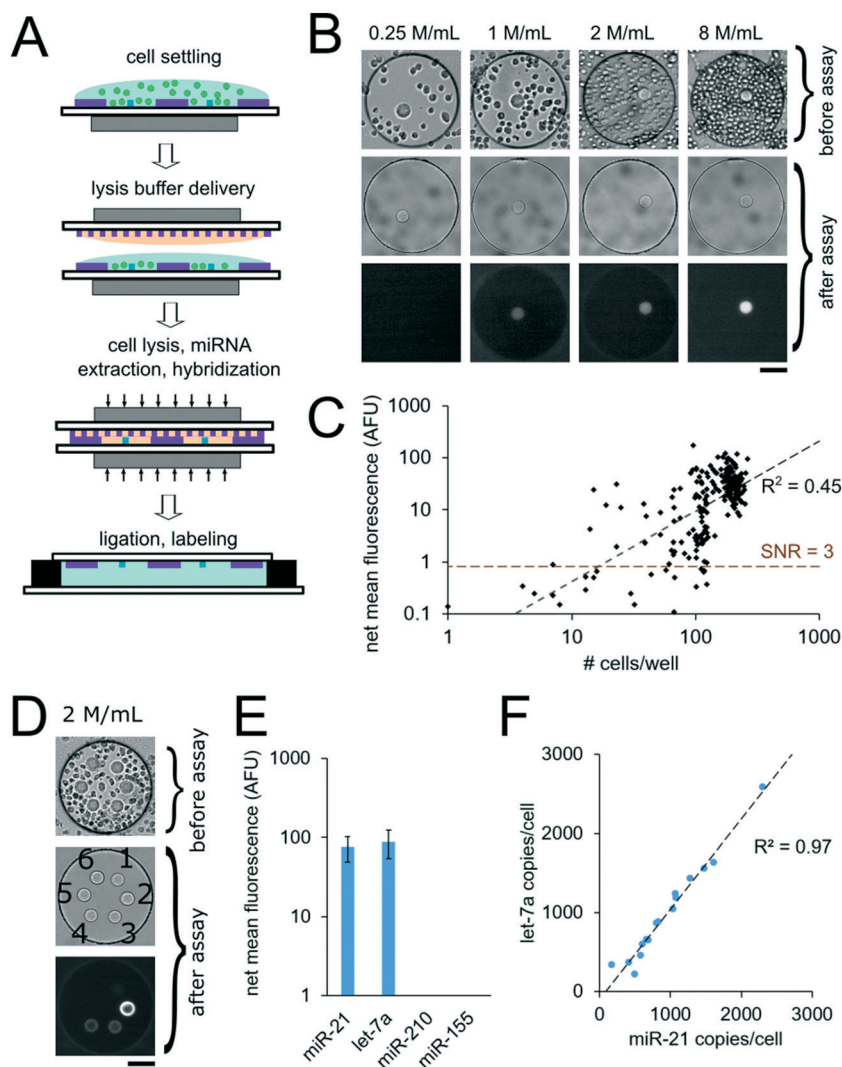 A
cell settling
lysis buffer delivery
cell lysis, miRNA
extraction, hybridization
ligation, labeling
B
0.25 M/mL
1 M/mL
2 M/mL
8 M/mL
before assay
after assay
C
net mean fluorescence (AFU)
1000
100
10
1
0.1
R² = 0.45
SNR = 3
1
10
100
1000
# cells/well
D
2 M/mL
before assay
6
1
5
2
4
3
after assay
E
net mean fluorescence (AFU)
1000
100
10
1
miR-21
let-7a
miR-210
miR-155
F
let-7a copies/cell
3000
2000
1000
0
R² = 0.97
0
1000
2000
3000
miR-21 copies/cell